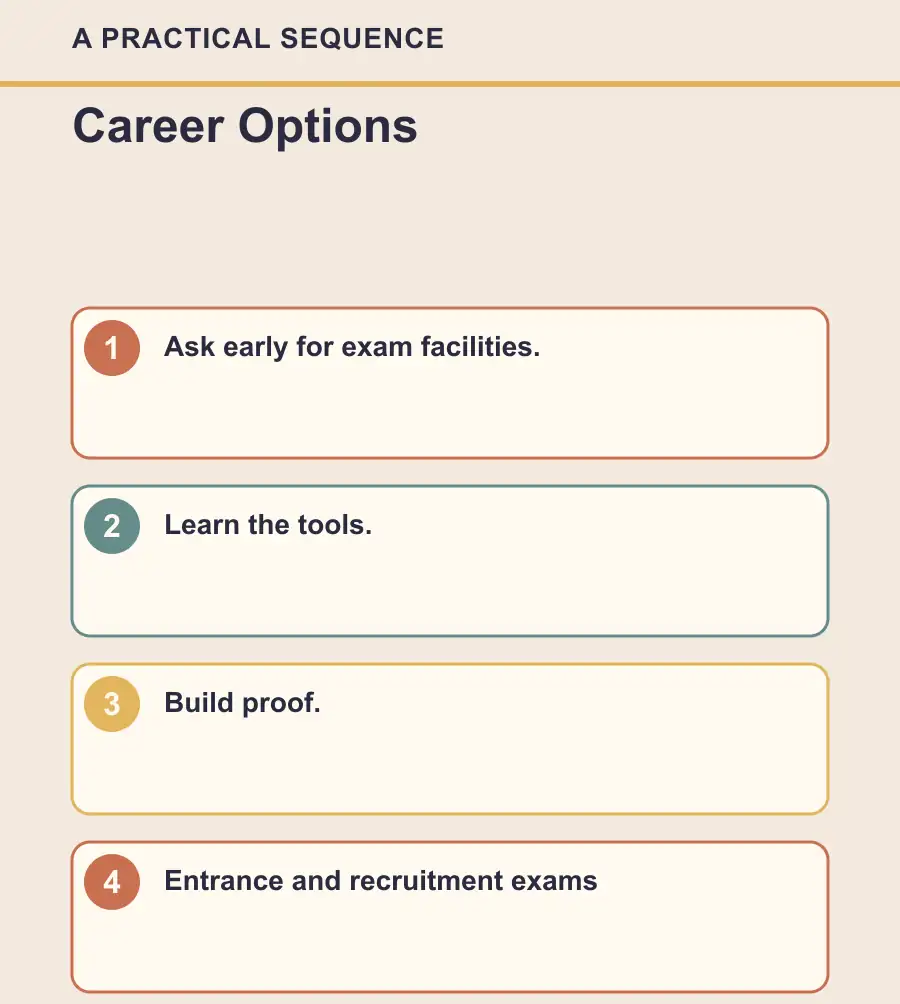 A PRACTICAL SEQUENCE
Career Options
1 Ask early for exam facilities.
2 Learn the tools.
3 Build proof.
4 Entrance and recruitment exams